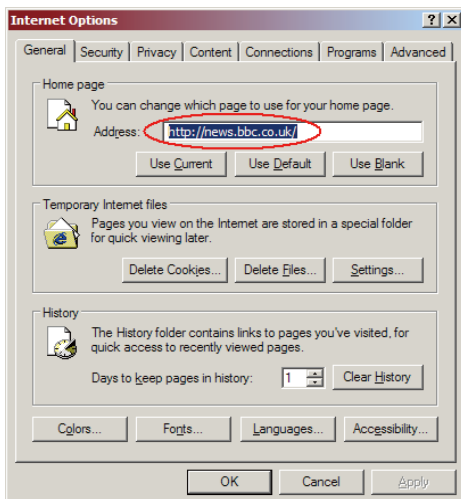 Internet Options
General Security Privacy Content Connections Programs Advanced
Home page
You can change which page to use for your home page.
Address: http://news.bbc.co.uk/
Use Current Use Default Use Blank
Temporary Internet files
Pages you view on the Internet are stored in a special folder
for quick viewing later.
Delete Cookies... Delete Files... Settings...
History
The History folder contains links to pages you've visited, for
quick access to recently viewed pages.
Days to keep pages in history: 1 Clear History
Colors... Fonts... Languages... Accessibility...
OK Cancel Apply